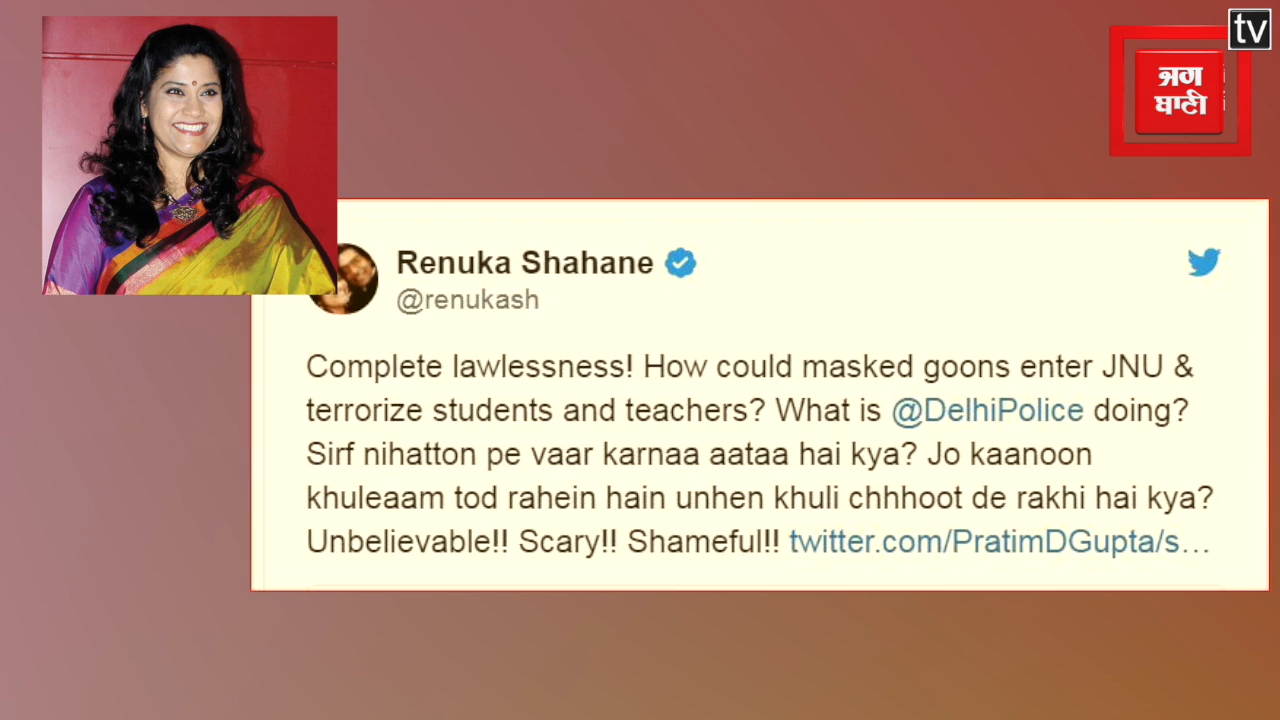 tv
ਜਗ
ਬਾਣੀ
Renuka Shahane
@renukash
Complete lawlessness! How could masked goons enter JNU &
terrorize students and teachers? What is @DelhiPolice doing?
Sirf nihatton pe vaar karnaa aataa hai kya? Jo kaanoon
khuleaam tod rahein hain unhen khuli chhhoot de rakhi hai kya?
Unbelievable!! Scary!! Shameful!! twitter.com/PratimDGupta/s…